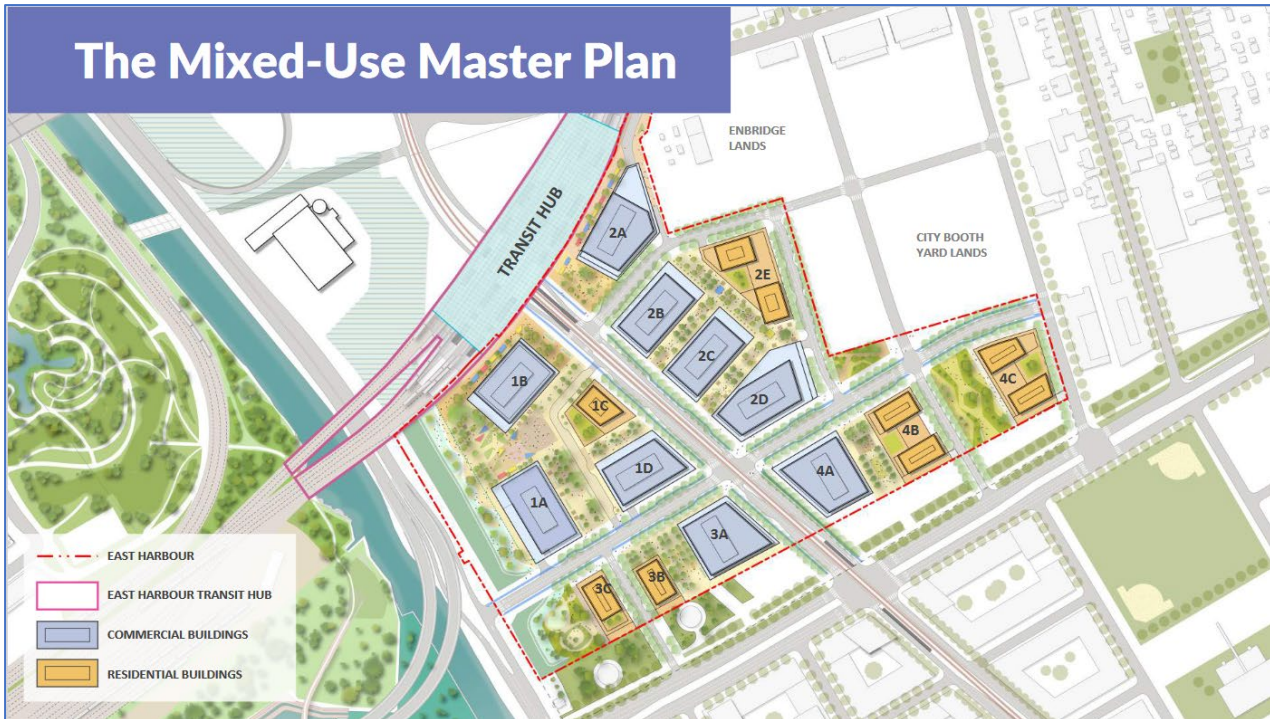 The Mixed-Use Master Plan
ENBRIDGE
LANDS
TRANSIT HUB
2A
CITY BOOTH
YARD LANDS
2E
2B
2C
1B
4C
1C
2D
4B
1D
4A
1A
3A
3B
3C
EAST HARBOUR
EAST HARBOUR TRANSIT HUB
COMMERCIAL BUILDINGS
RESIDENTIAL BUILDINGS